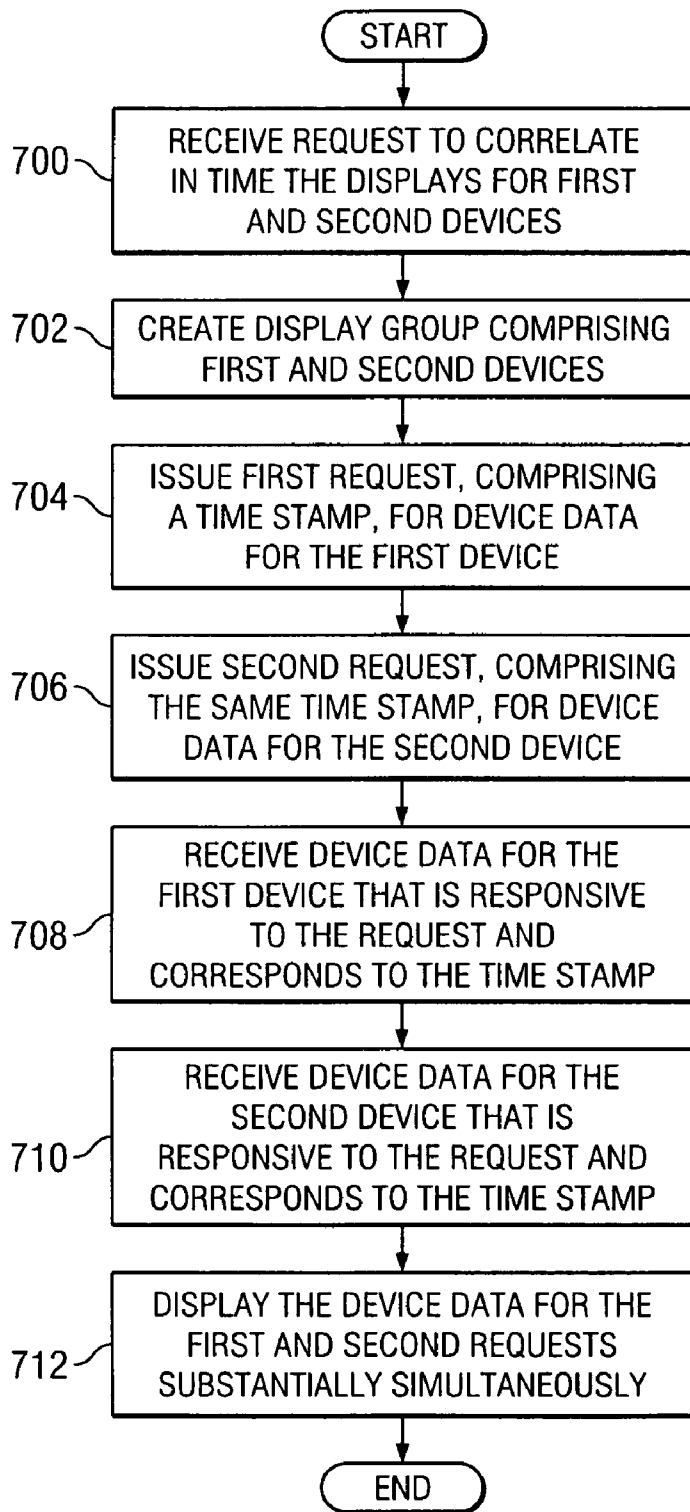 START
700
RECEIVE REQUEST TO CORRELATE
IN TIME THE DISPLAYS FOR FIRST
AND SECOND DEVICES
702
CREATE DISPLAY GROUP COMPRISING
FIRST AND SECOND DEVICES
704
ISSUE FIRST REQUEST, COMPRISING
A TIME STAMP, FOR DEVICE DATA
FOR THE FIRST DEVICE
706
ISSUE SECOND REQUEST, COMPRISING
THE SAME TIME STAMP, FOR DEVICE
DATA FOR THE SECOND DEVICE
708
RECEIVE DEVICE DATA FOR THE
FIRST DEVICE THAT IS RESPONSIVE
TO THE REQUEST AND
CORRESPONDS TO THE TIME STAMP
710
RECEIVE DEVICE DATA FOR THE
SECOND DEVICE THAT IS
RESPONSIVE TO THE REQUEST AND
CORRESPONDS TO THE TIME STAMP
712
DISPLAY THE DEVICE DATA FOR THE
FIRST AND SECOND REQUESTS
SUBSTANTIALLY SIMULTANEOUSLY
END